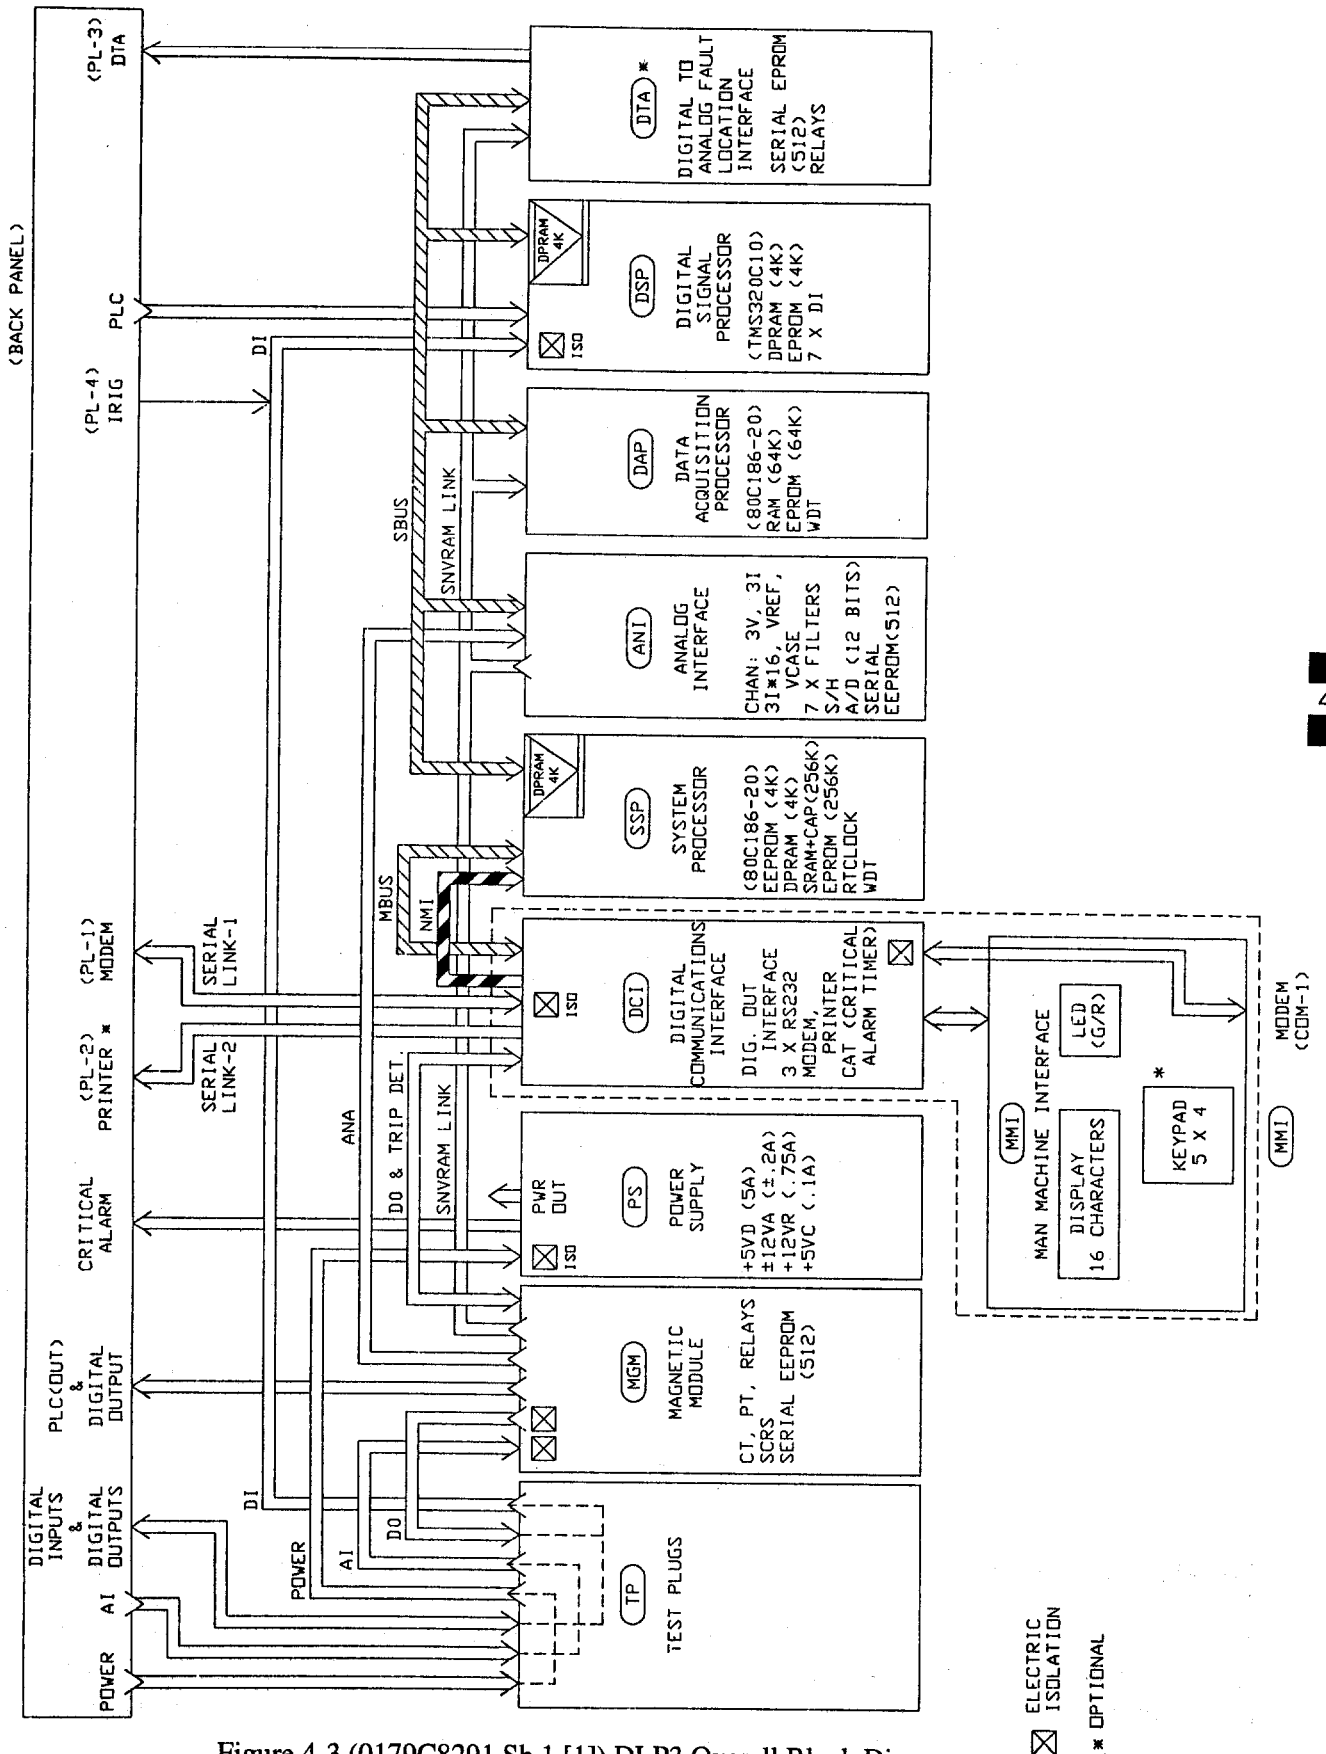 (BACK PANEL)
POWER
AI
DIGITAL
INPUTS
&
DIGITAL
OUTPUTS
PLC(OUT)
&
DIGITAL
OUTPUT
CRITICAL
ALARM
(PL-2)
PRINTER *
(PL-1)
MODEM
(PL-4)
IRIG
PLC
(PL-3)
DTA
SERIAL
LINK-2
SERIAL
LINK-1
DI
DI
POWER
AI
DO
ANA
DO & TRIP DET.
SNVRAM LINK
MBUS
NMI
SBUS
SNVRAM LINK
TP
TEST PLUGS
MGM
MAGNETIC
MODULE
CT, PT, RELAYS
SCRS
SERIAL EEPROM
(512)
PWR
OUT
ISO
PS
POWER
SUPPLY
+5VD (5A)
±12VA (±.2A)
+12VR (.75A)
+5VC (.1A)
ISO
DCI
DIGITAL
COMMUNICATIONS
INTERFACE
DIG. OUT
INTERFACE
3 X RS232
MODEM,
PRINTER
CAT (CRITICAL
ALARM TIMER)
DPRAM
4K
SSP
SYSTEM
PROCESSOR
(80C186-20)
EEPROM (4K)
DPRAM (4K)
SRAM+CAP(256K)
EPROM (256K)
RTCLOCK
WDT
ANI
ANALOG
INTERFACE
CHAN: 3V, 3I
3I*16, VREF,
VCASE
7 X FILTERS
S/H
A/D (12 BITS)
SERIAL
EEPROM(512)
DAP
DATA
ACQUISITION
PROCESSOR
(80C186-20)
RAM (64K)
EPROM (64K)
WDT
DPRAM
4K
ISO
DSP
DIGITAL
SIGNAL
PROCESSOR
(TMS320C10)
DPRAM (4K)
EPROM (4K)
7 X DI
DTA *
DIGITAL TO
ANALOG FAULT
LOCATION
INTERFACE
SERIAL EPROM
(512)
RELAYS
MMI
MAN MACHINE INTERFACE
DISPLAY
16 CHARACTERS
LED
(G/R)
*
KEYPAD
5 X 4
MMI
MODEM
(COM-1)
ELECTRIC
ISOLATION
* OPTIONAL